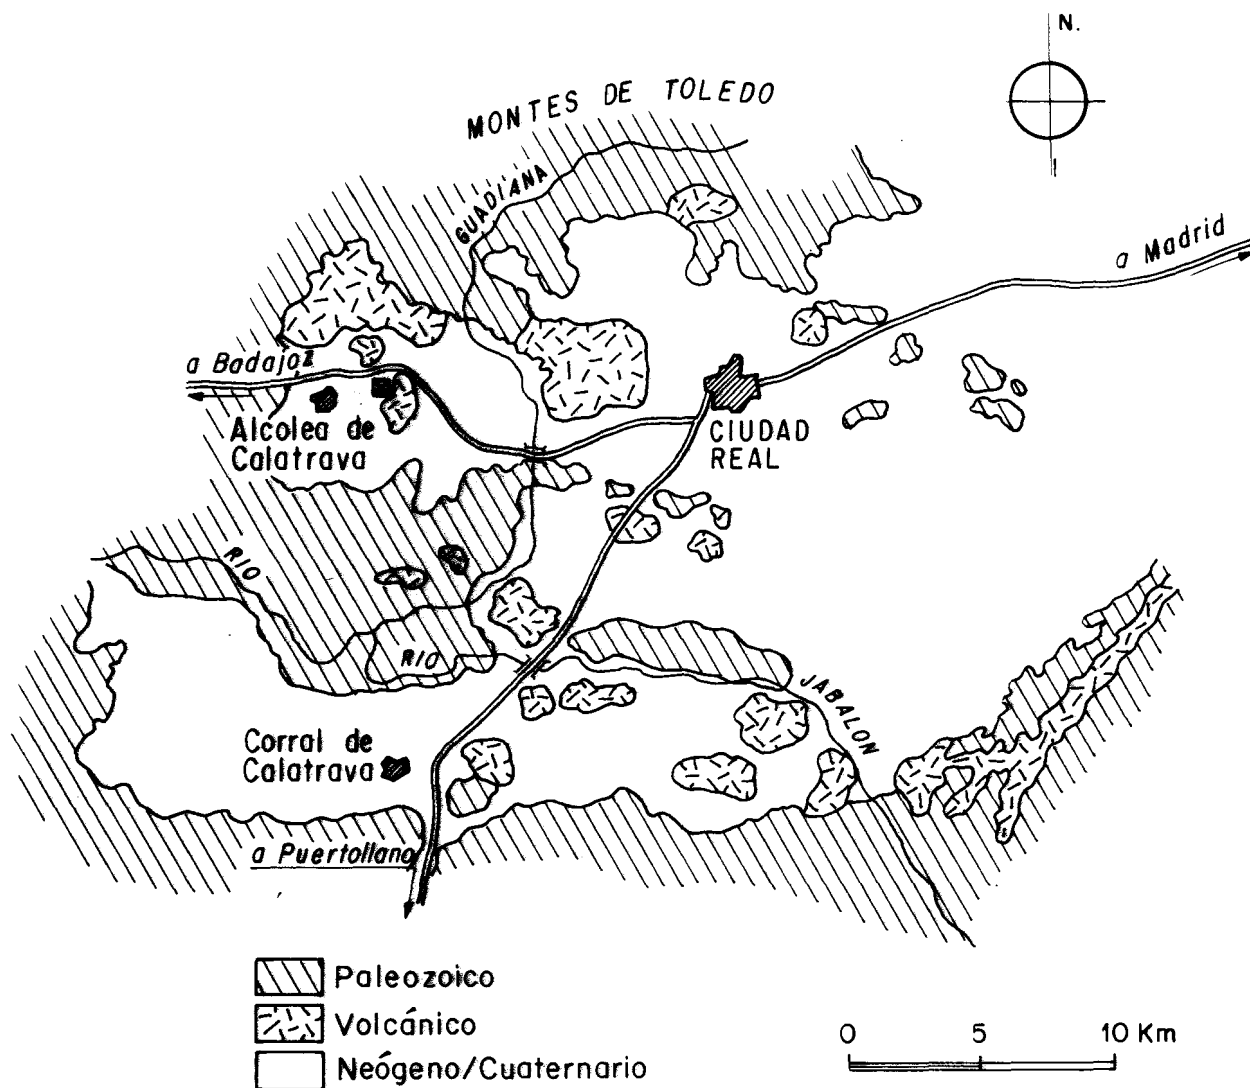 N.
MONTES DE TOLEDO
GUADIANA
a Madrid
a Badajoz
Alcolea de
Calatrava
CIUDAD
REAL
RIO
RIO
JABALON
Corral de
Calatrava
a Puertollano
Paleozoico
Volcánico
Neógeno/Cuaternario
0 5 10 Km